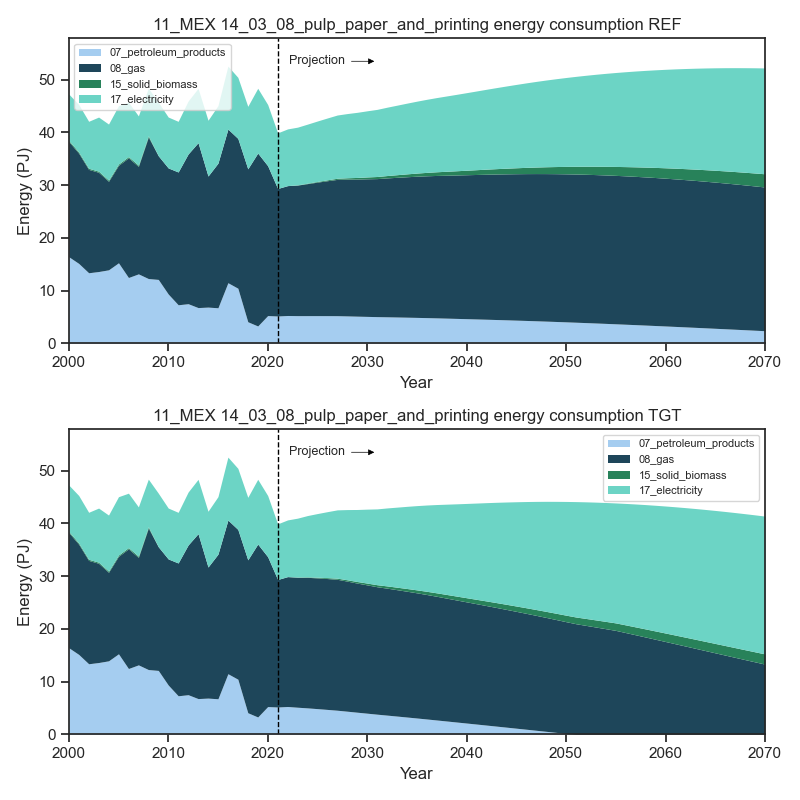 11_MEX 14_03_08_pulp_paper_and_printing energy consumption REF
07_petroleum_products
08_gas
15_solid_biomass
17_electricity
Projection
Energy (PJ)
50
40
30
20
10
0
2000 2010 2020 2030 2040 2050 2060 2070
Year
11_MEX 14_03_08_pulp_paper_and_printing energy consumption TGT
Projection
07_petroleum_products
08_gas
15_solid_biomass
17_electricity
Energy (PJ)
50
40
30
20
10
0
2000 2010 2020 2030 2040 2050 2060 2070
Year